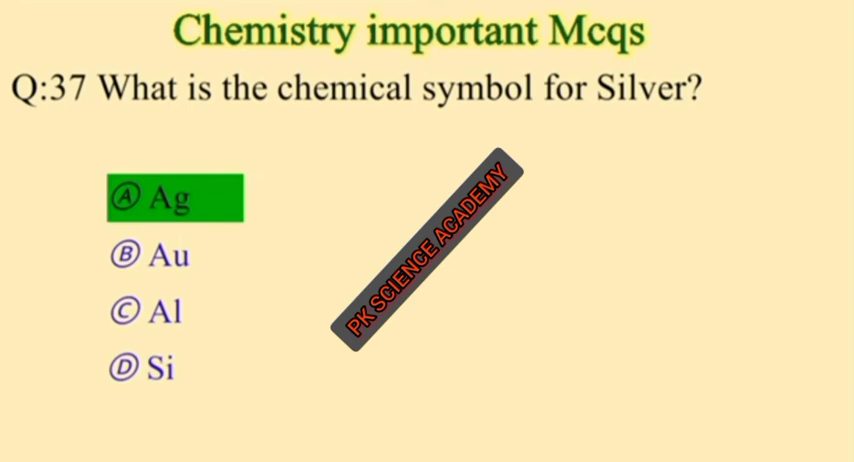 Chemistry important Mcqs
Q:37 What is the chemical symbol for Silver?
Ⓐ Ag
Ⓑ Au
Ⓒ Al
Ⓓ Si
PK SCIENCE ACADEMY